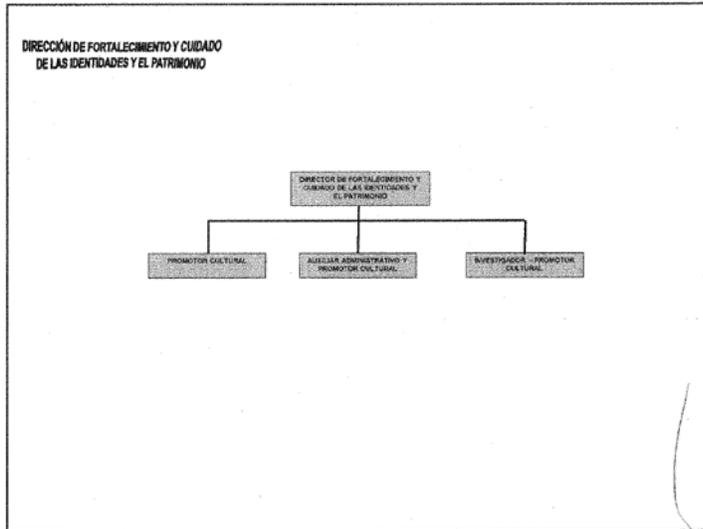 DIRECCIÓN DE FORTALECIMIENTO Y CUIDADO
DE LAS IDENTIDADES Y EL PATRIMONIO
DIRECTOR DE FORTALECIMIENTO Y
CUIDADO DE LAS IDENTIDADES Y
EL PATRIMONIO
PROMOTOR CULTURAL
AUXILIAR ADMINISTRATIVO Y
PROMOTOR CULTURAL
INVESTIGADOR - PROMOTOR
CULTURAL